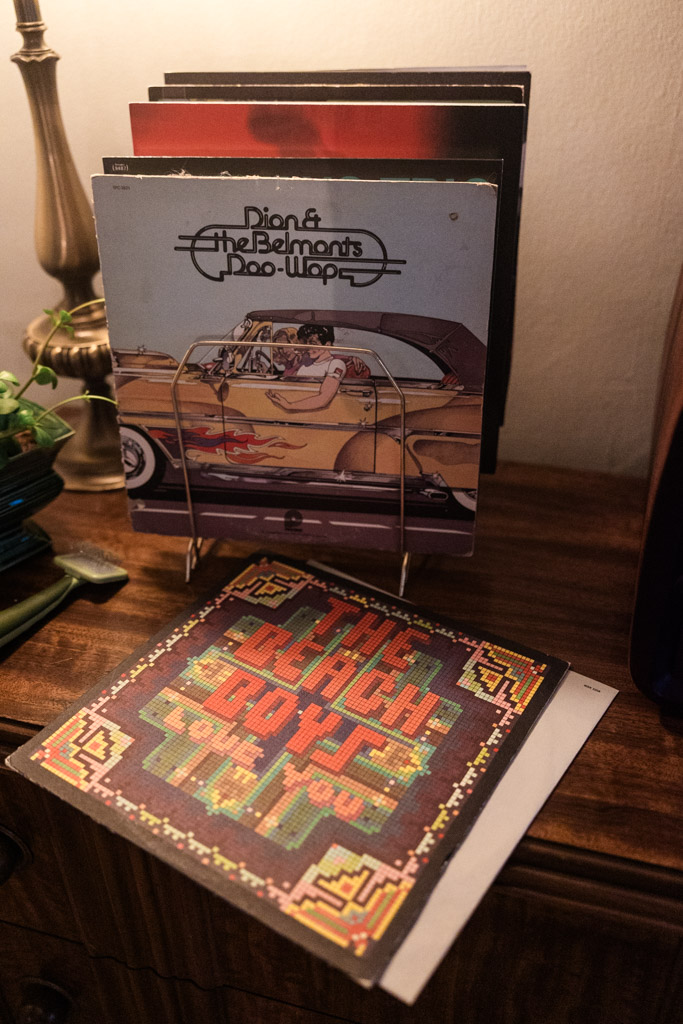 Dion &
the Belmonts
Doo-Wop
THE
BEACH
BOYS
LOVE
YOU